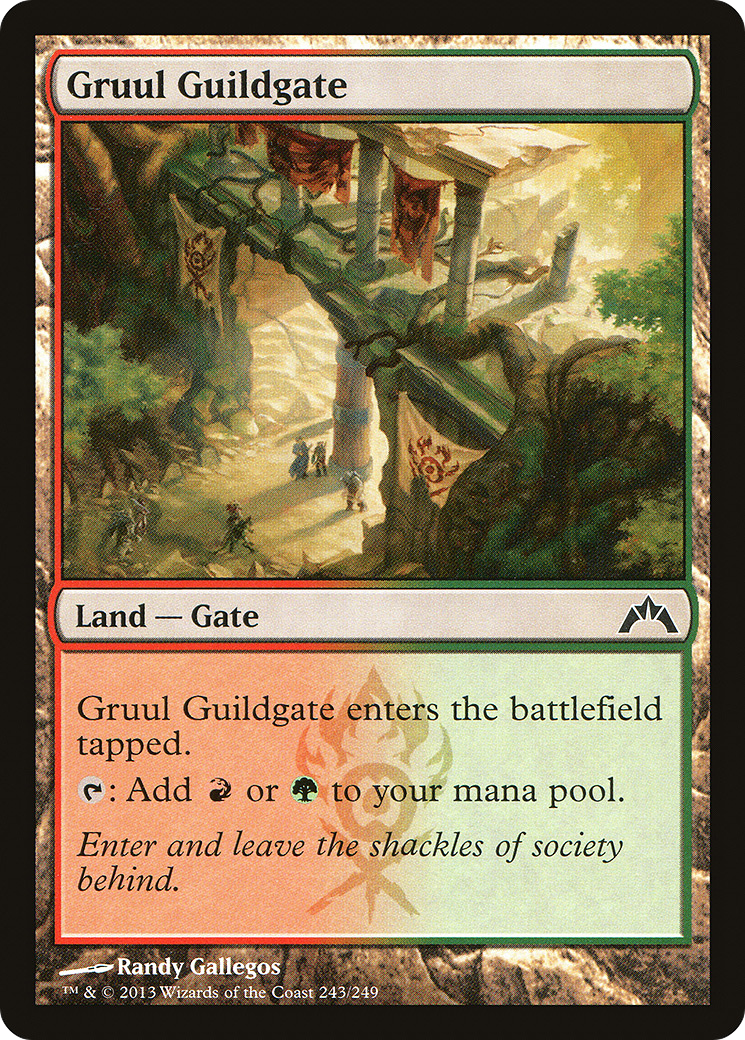 Gruul Guildgate
Land — Gate
Gruul Guildgate enters the battlefield
tapped.
: Add or to your mana pool.
Enter and leave the shackles of society
behind.
Randy Gallegos
™ & © 2013 Wizards of the Coast 243/249